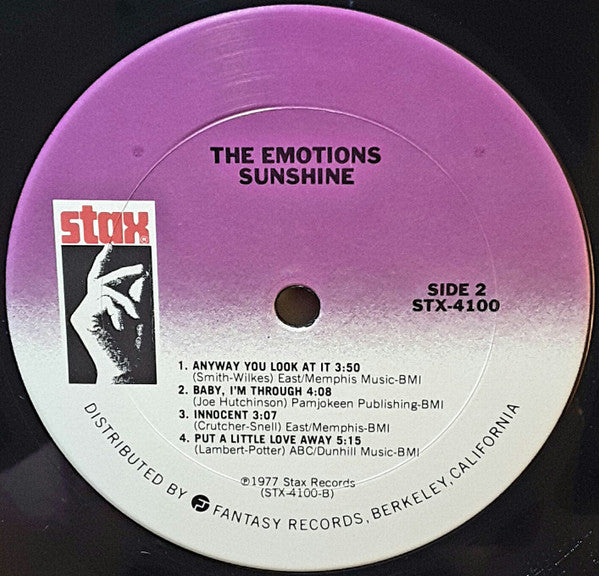 THE EMOTIONS
SUNSHINE
stax®
SIDE 2
STX-4100
1. ANYWAY YOU LOOK AT IT 3:50
(Smith-Wilkes) East/Memphis Music-BMI
2. BABY, I'M THROUGH 4:08
(Joe Hutchinson) Pamjokeen Publishing-BMI
3. INNOCENT 3:07
(Crutcher-Snell) East/Memphis-BMI
4. PUT A LITTLE LOVE AWAY 5:15
(Lambert-Potter) ABC/Dunhill Music-BMI
℗1977 Stax Records
(STX-4100-B)
DISTRIBUTED BY FANTASY RECORDS, BERKELEY, CALIFORNIA